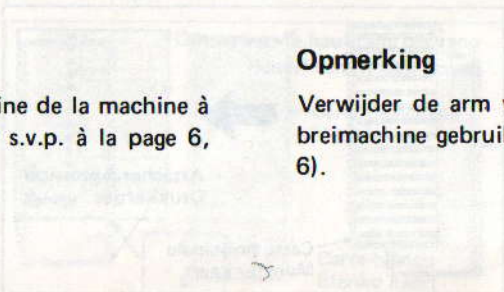 ine de la machine à
s.v.p. à la page 6,
Opmerking
Verwijder de arm
breimachine gebrui
6).